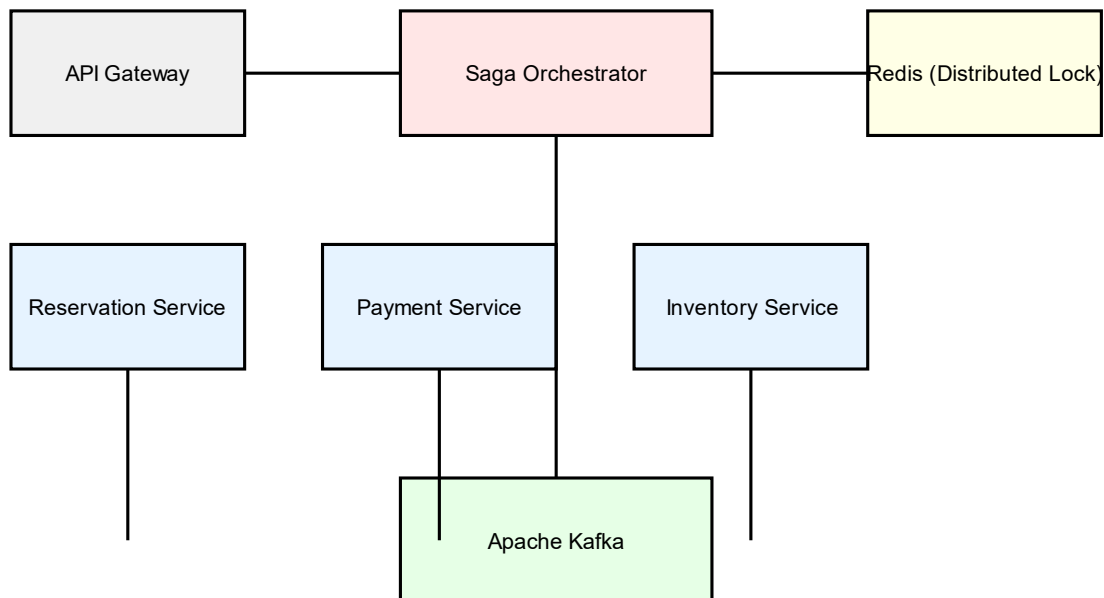 API Gateway
Saga Orchestrator
Redis (Distributed Lock)
Reservation Service
Payment Service
Inventory Service
Apache Kafka